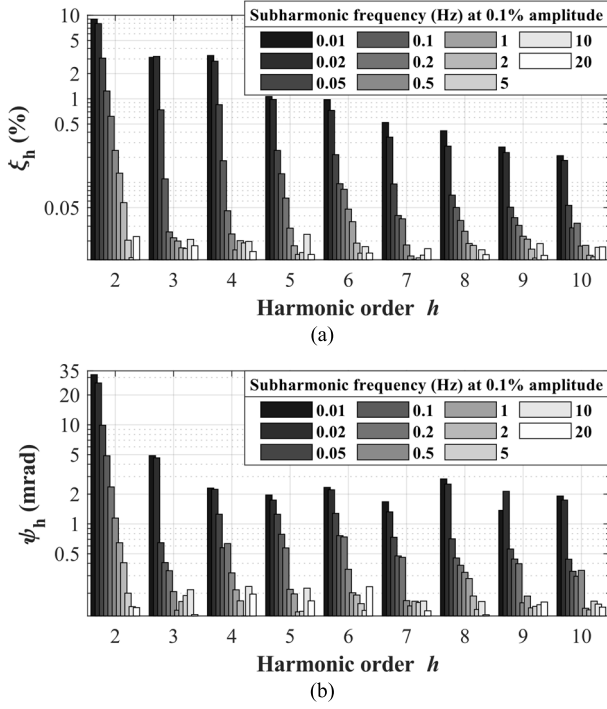 Subharmonic frequency (Hz) at 0.1% amplitude
0.01 0.1 1 10
0.02 0.2 2 20
0.05 0.5 5
10
5
2
1
0.5
0.05
ξh (%)
2 3 4 5 6 7 8 9 10
Harmonic order h
(a)
Subharmonic frequency (Hz) at 0.1% amplitude
0.01 0.1 1 10
0.02 0.2 2 20
0.05 0.5 5
35
20
10
5
2
1
0.5
ψh (mrad)
2 3 4 5 6 7 8 9 10
Harmonic order h
(b)